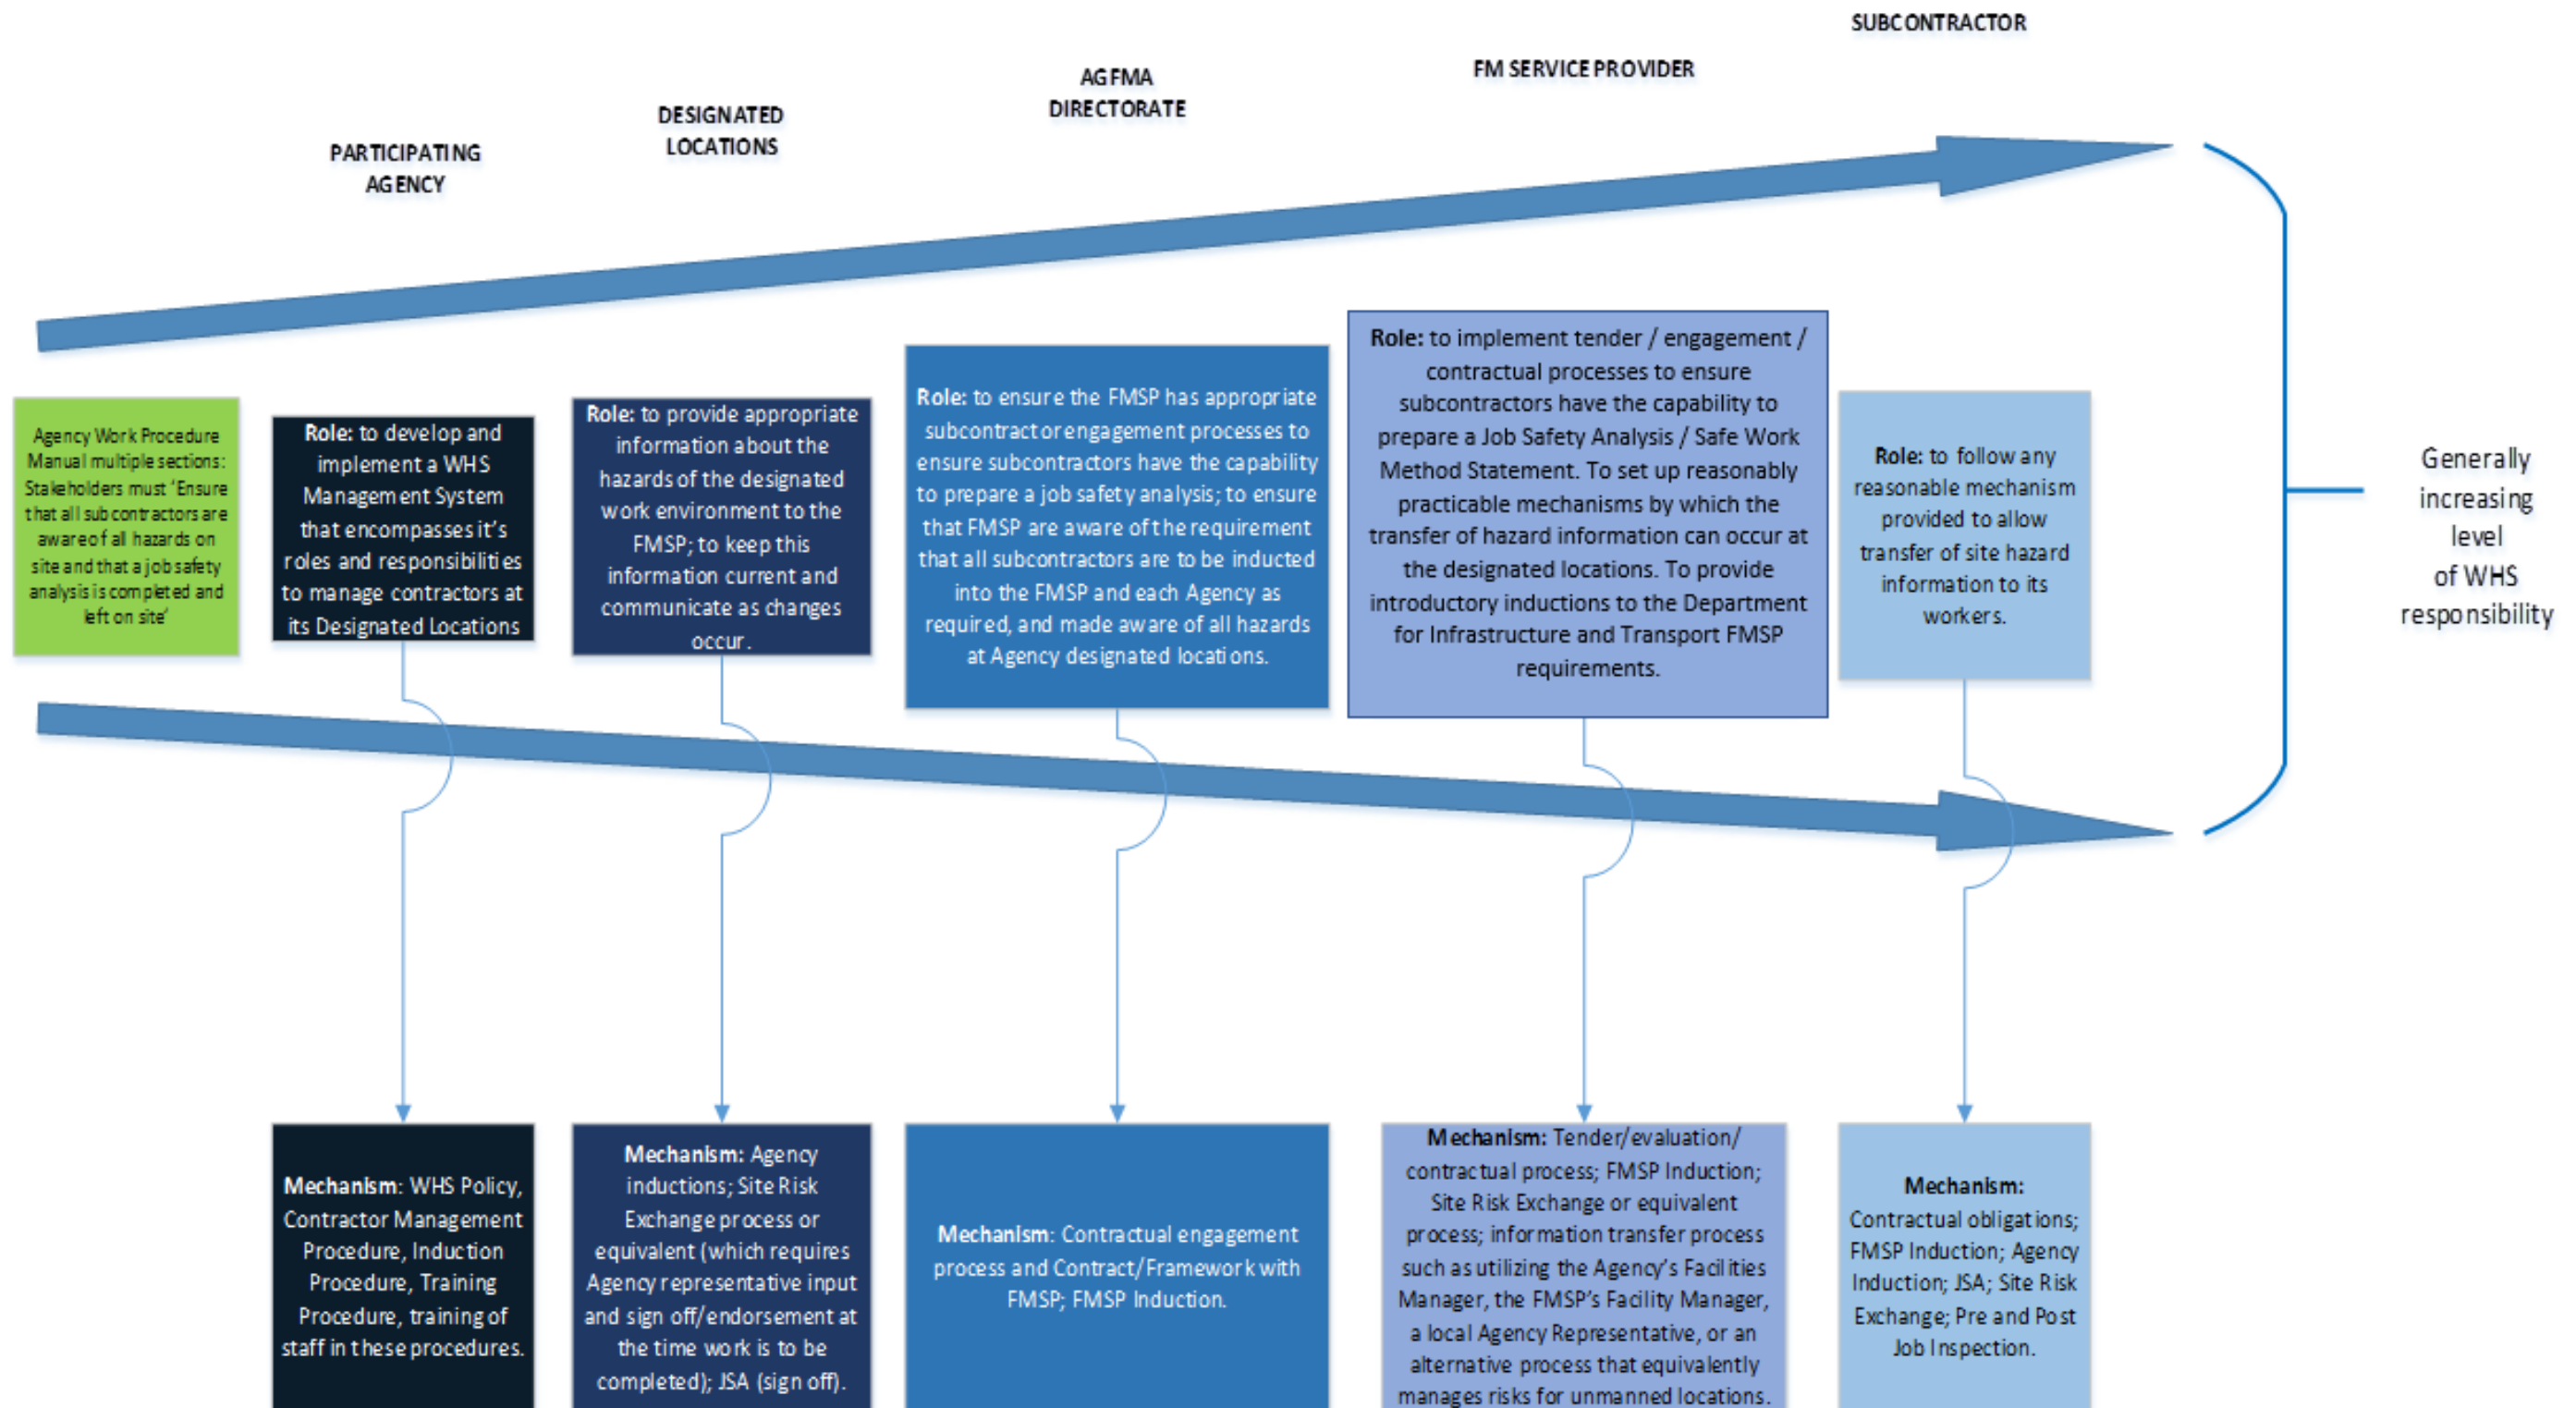 SUBCONTRACTOR
FM SERVICE PROVIDER
AGFMA
DIRECTORATE
DESIGNATED
LOCATIONS
PARTICIPATING
AGENCY
Agency Work Procedure
Manual multiple sections:
Stakeholders must ‘Ensure
that all subcontractors are
aware of all hazards on
site and that a job safety
analysis is completed and
left on site’
Role: to develop and
implement a WHS
Management System
that encompasses it’s
roles and responsibilities
to manage contractors at
its Designated Locations
Role: to provide appropriate
information about the
hazards of the designated
work environment to the
FMSP; to keep this
information current and
communicate as changes
occur.
Role: to ensure the FMSP has appropriate
subcontractor engagement processes to
ensure subcontractors have the capability
to prepare a job safety analysis; to ensure
that FMSP are aware of the requirement
that all subcontractors are to be inducted
into the FMSP and each Agency as
required, and made aware of all hazards
at Agency designated locations.
Role: to implement tender / engagement /
contractual processes to ensure
subcontractors have the capability to
prepare a Job Safety Analysis / Safe Work
Method Statement. To set up reasonably
practicable mechanisms by which the
transfer of hazard information can occur at
the designated locations. To provide
introductory inductions to the Department
for Infrastructure and Transport FMSP
requirements.
Role: to follow any
reasonable mechanism
provided to allow
transfer of site hazard
information to its
workers.
Generally
increasing
level
of WHS
responsibility
Mechanism: WHS Policy,
Contractor Management
Procedure, Induction
Procedure, Training
Procedure, training of
staff in these procedures.
Mechanism: Agency
inductions; Site Risk
Exchange process or
equivalent (which requires
Agency representative input
and sign off/endorsement at
the time work is to be
completed); JSA (sign off).
Mechanism: Contractual engagement
process and Contract/Framework with
FMSP; FMSP Induction.
Mechanism: Tender/evaluation/
contractual process; FMSP Induction;
Site Risk Exchange or equivalent
process; information transfer process
such as utilizing the Agency’s Facilities
Manager, the FMSP’s Facility Manager,
a local Agency Representative, or an
alternative process that equivalently
manages risks for unmanned locations.
Mechanism:
Contractual obligations;
FMSP Induction; Agency
Induction; JSA; Site Risk
Exchange; Pre and Post
Job Inspection.